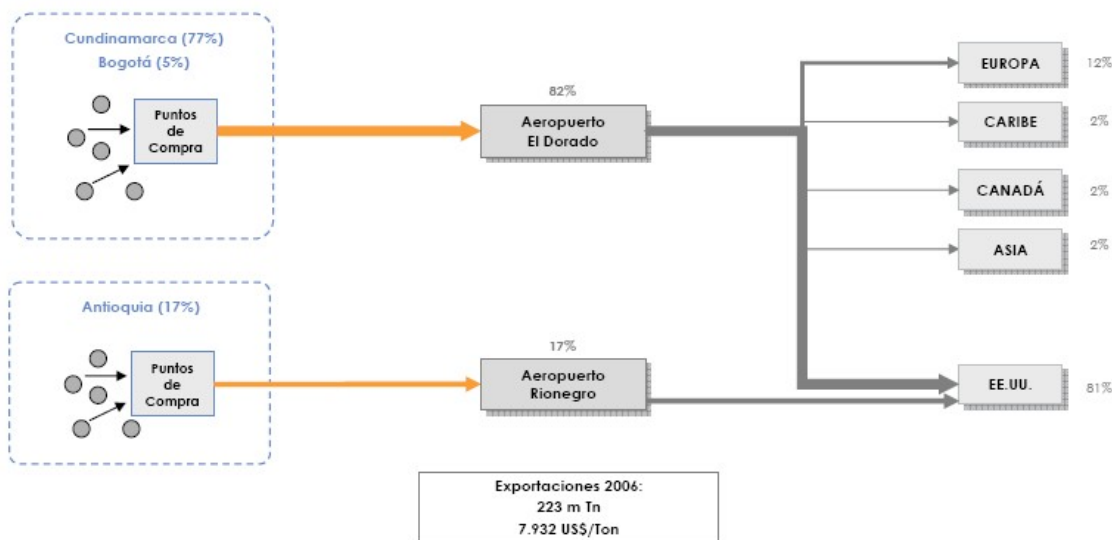 Cundinamarca (77%)
Bogotá (5%)
Puntos
de
Compra
82%
Aeropuerto
El Dorado
EUROPA
12%
CARIBE
2%
CANADÁ
2%
ASIA
2%
Antioquia (17%)
Puntos
de
Compra
17%
Aeropuerto
Rionegro
EE.UU.
81%
Exportaciones 2006:
223 m Tn
7.932 US$/Ton